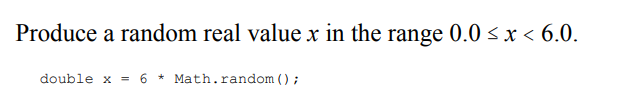 Produce a random real value x in the range 0.0 ≤ x < 6.0.
double x = 6 * Math.random();